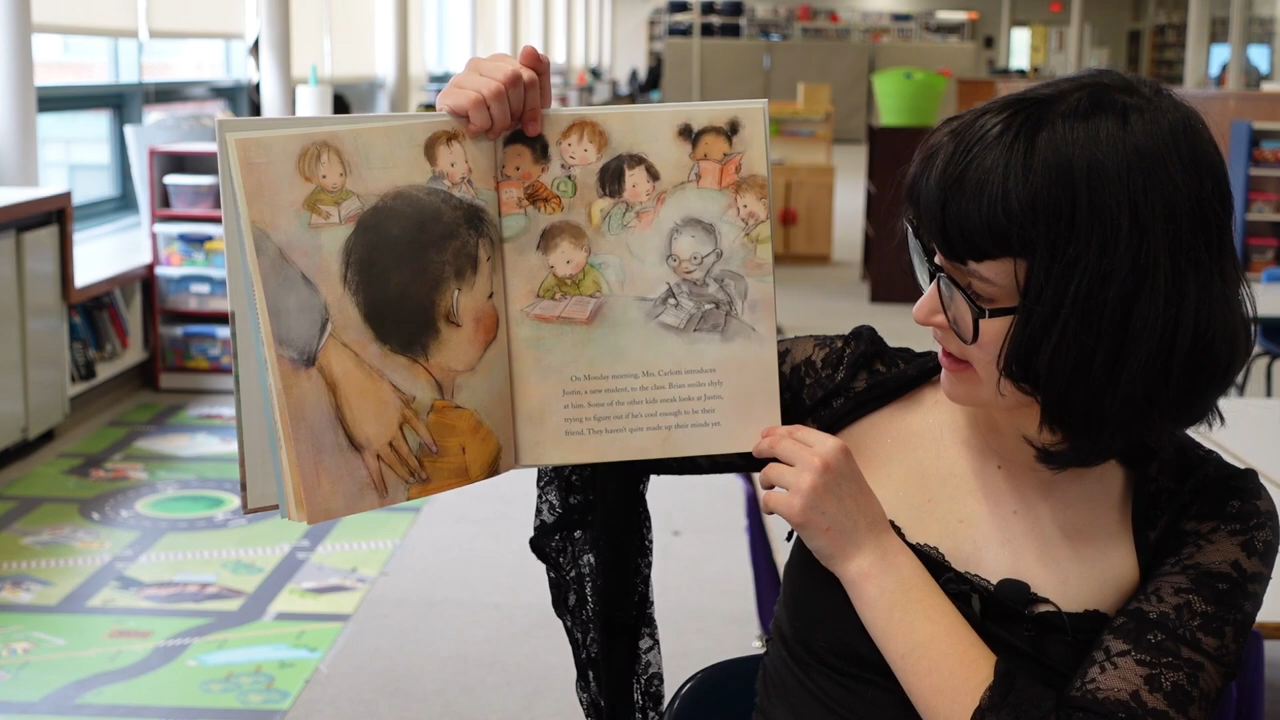 On Monday morning, Mrs. Carlotti introduces
Justin, a new student, to the class. Brian smiles shyly
at him. Some of the other kids sneak looks at Justin,
trying to figure out if he's cool enough to be their
friend. They haven't quite made up their minds yet.